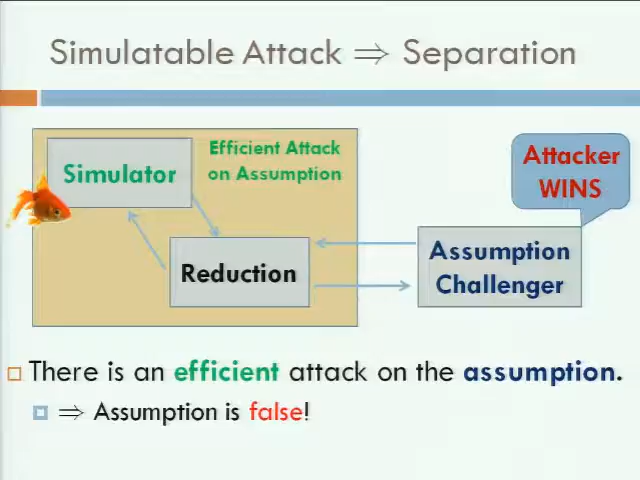 Simulatable Attack ⇒ Separation
Simulator
Efficient Attack
on Assumption
Attacker
WINS
Reduction
Assumption
Challenger
There is an efficient attack on the assumption.
⇒ Assumption is false!